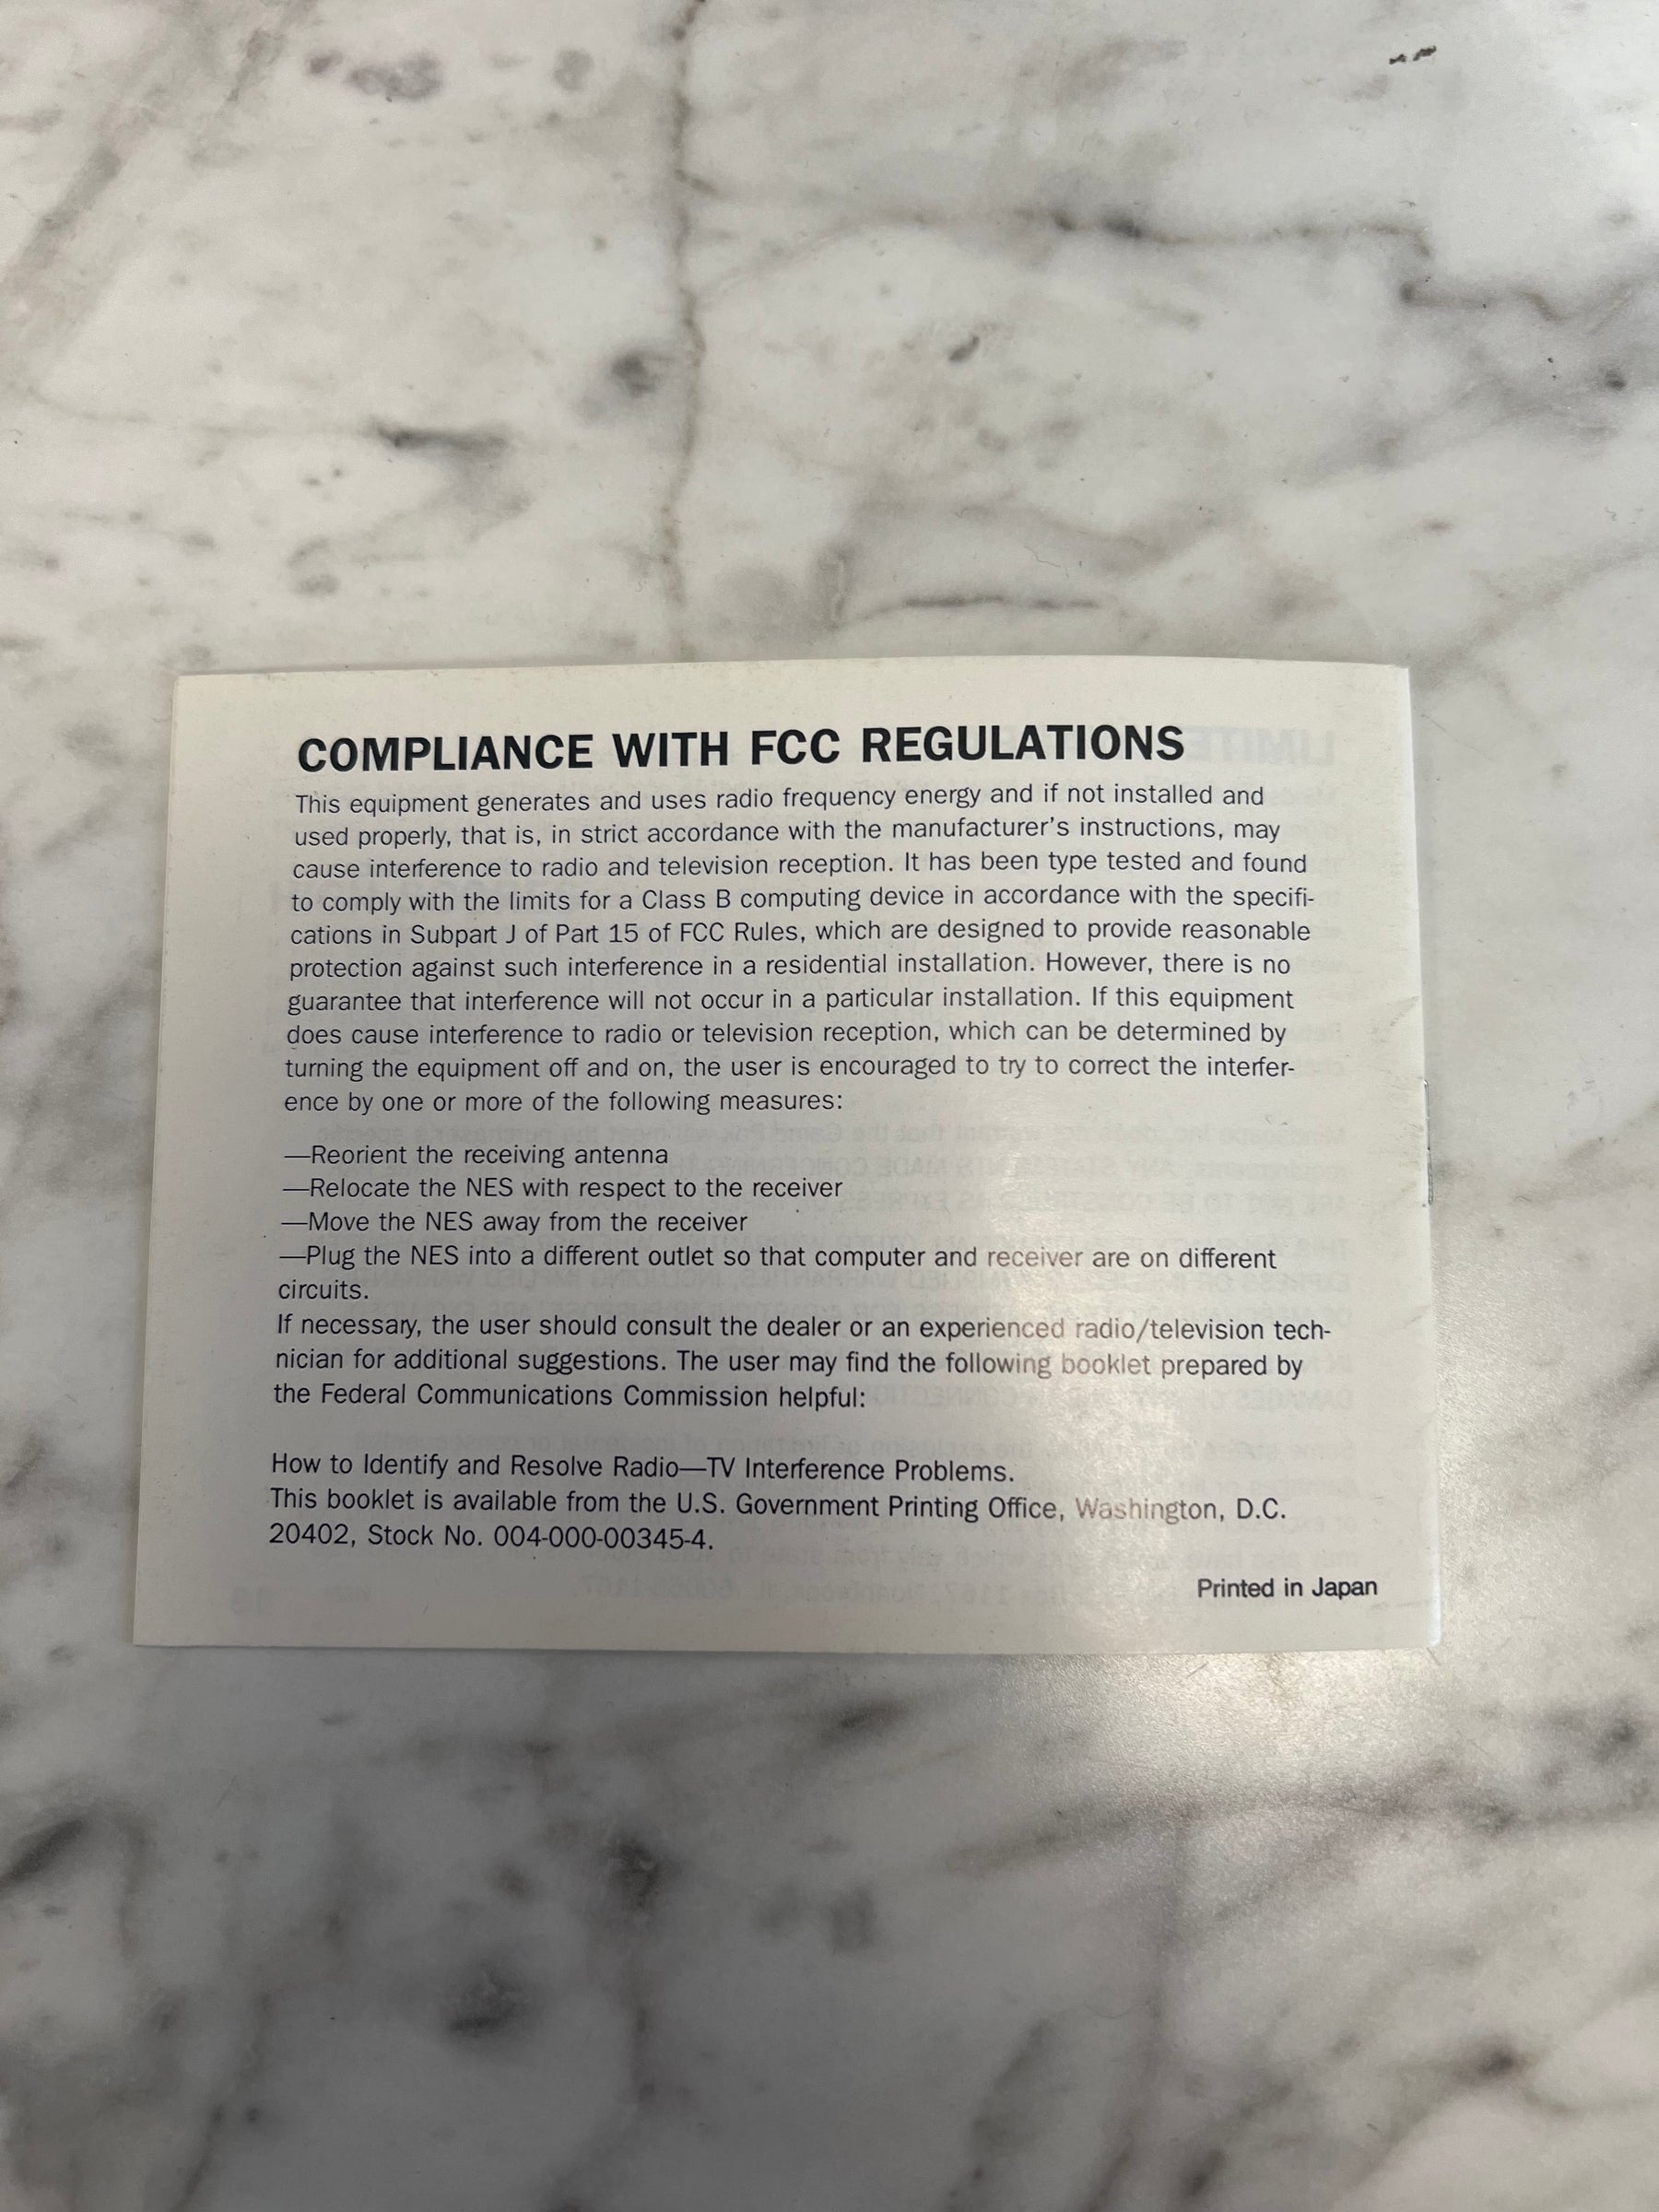 COMPLIANCE WITH FCC REGULATIONS
This equipment generates and uses radio frequency energy and if not installed and
used properly, that is, in strict accordance with the manufacturer's instructions, may
cause interference to radio and television reception. It has been type tested and found
to comply with the limits for a Class B computing device in accordance with the specifi-
cations in Subpart J of Part 15 of FCC Rules, which are designed to provide reasonable
protection against such interference in a residential installation. However, there is no
guarantee that interference will not occur in a particular installation. If this equipment
does cause interference to radio or television reception, which can be determined by
turning the equipment off and on, the user is encouraged to try to correct the interfer-
ence by one or more of the following measures:
—Reorient the receiving antenna
—Relocate the NES with respect to the receiver
—Move the NES away from the receiver
—Plug the NES into a different outlet so that computer and receiver are on different
circuits.
If necessary, the user should consult the dealer or an experienced radio/television tech-
nician for additional suggestions. The user may find the following booklet prepared by
the Federal Communications Commission helpful:
How to Identify and Resolve Radio—TV Interference Problems.
This booklet is available from the U.S. Government Printing Office, Washington, D.C.
20402, Stock No. 004-000-00345-4.
Printed in Japan